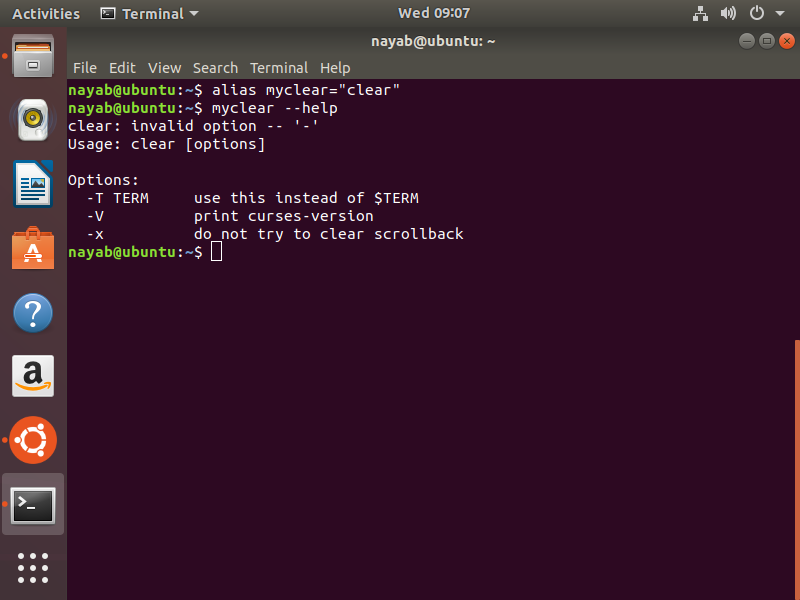 Activities Terminal Wed 09:07
nayab@ubuntu: ~
File Edit View Search Terminal Help
nayab@ubuntu:~$ alias myclear="clear"
nayab@ubuntu:~$ myclear --help
clear: invalid option -- '-'
Usage: clear [options]
Options:
  -T TERM     use this instead of $TERM
  -V          print curses-version
  -x          do not try to clear scrollback
nayab@ubuntu:~$